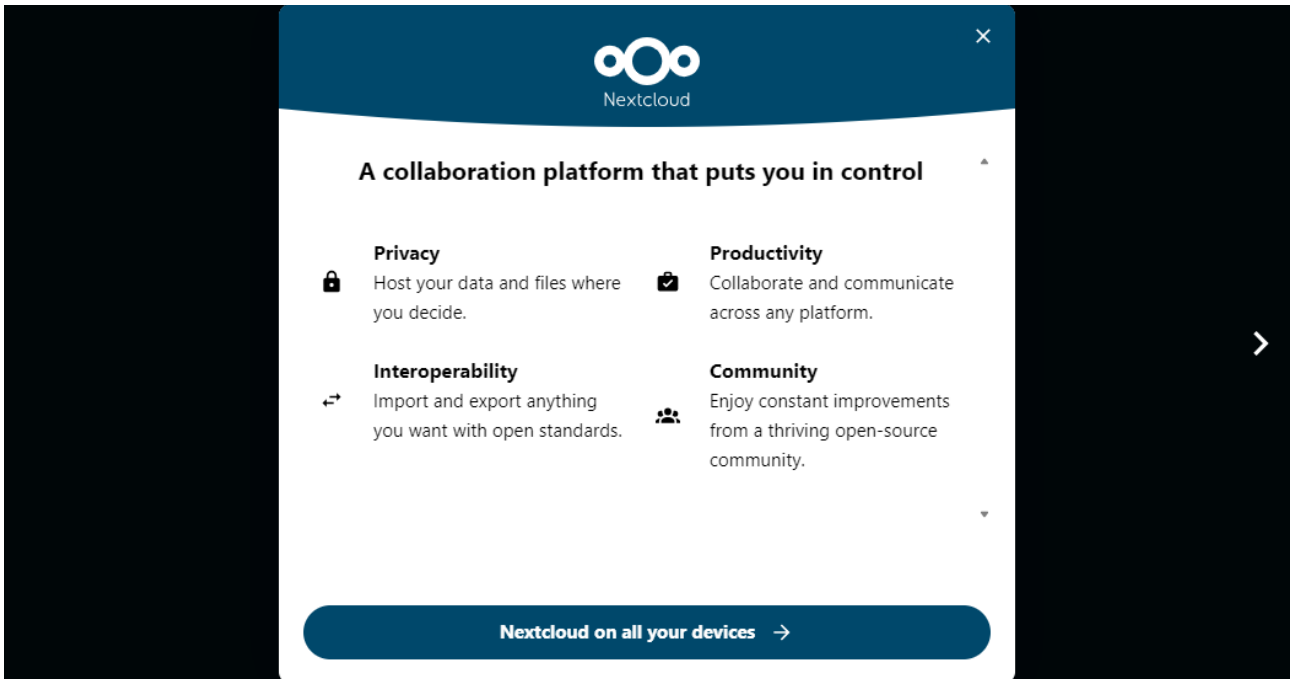 Nextcloud
A collaboration platform that puts you in control
Privacy
Host your data and files where
you decide.
Productivity
Collaborate and communicate
across any platform.
Interoperability
Import and export anything
you want with open standards.
Community
Enjoy constant improvements
from a thriving open-source
community.
Nextcloud on all your devices